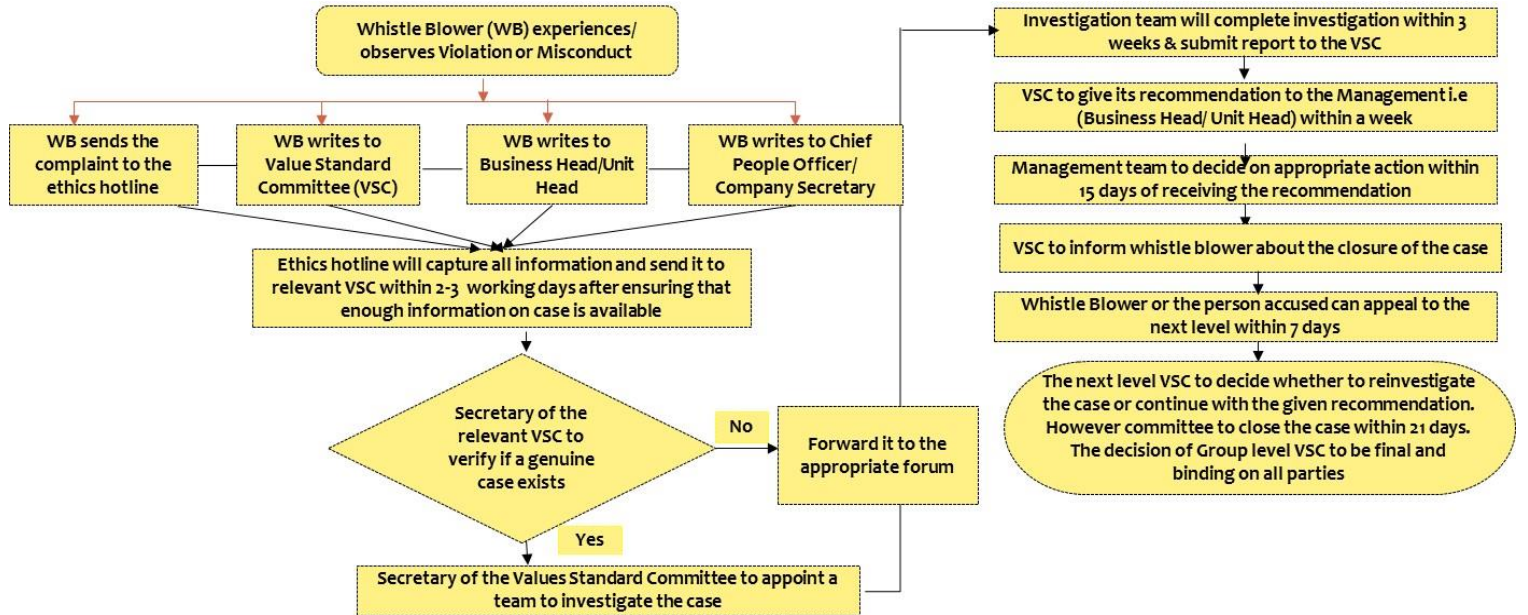 Whistle Blower (WB) experiences/
observes Violation or Misconduct
WB sends the
complaint to the
ethics hotline
WB writes to
Value Standard
Committee (VSC)
WB writes to
Business Head/Unit
Head
WB writes to Chief
People Officer/
Company Secretary
Ethics hotline will capture all information and send it to
relevant VSC within 2-3 working days after ensuring that
enough information on case is available
Secretary of the
relevant VSC to
verify if a genuine
case exists
No
Forward it to the
appropriate forum
Yes
Secretary of the Values Standard Committee to appoint a
team to investigate the case
Investigation team will complete investigation within 3
weeks & submit report to the VSC
VSC to give its recommendation to the Management i.e
(Business Head/ Unit Head) within a week
Management team to decide on appropriate action within
15 days of receiving the recommendation
VSC to inform whistle blower about the closure of the case
Whistle Blower or the person accused can appeal to the
next level within 7 days
The next level VSC to decide whether to reinvestigate
the case or continue with the given recommendation.
However committee to close the case within 21 days.
The decision of Group level VSC to be final and
binding on all parties